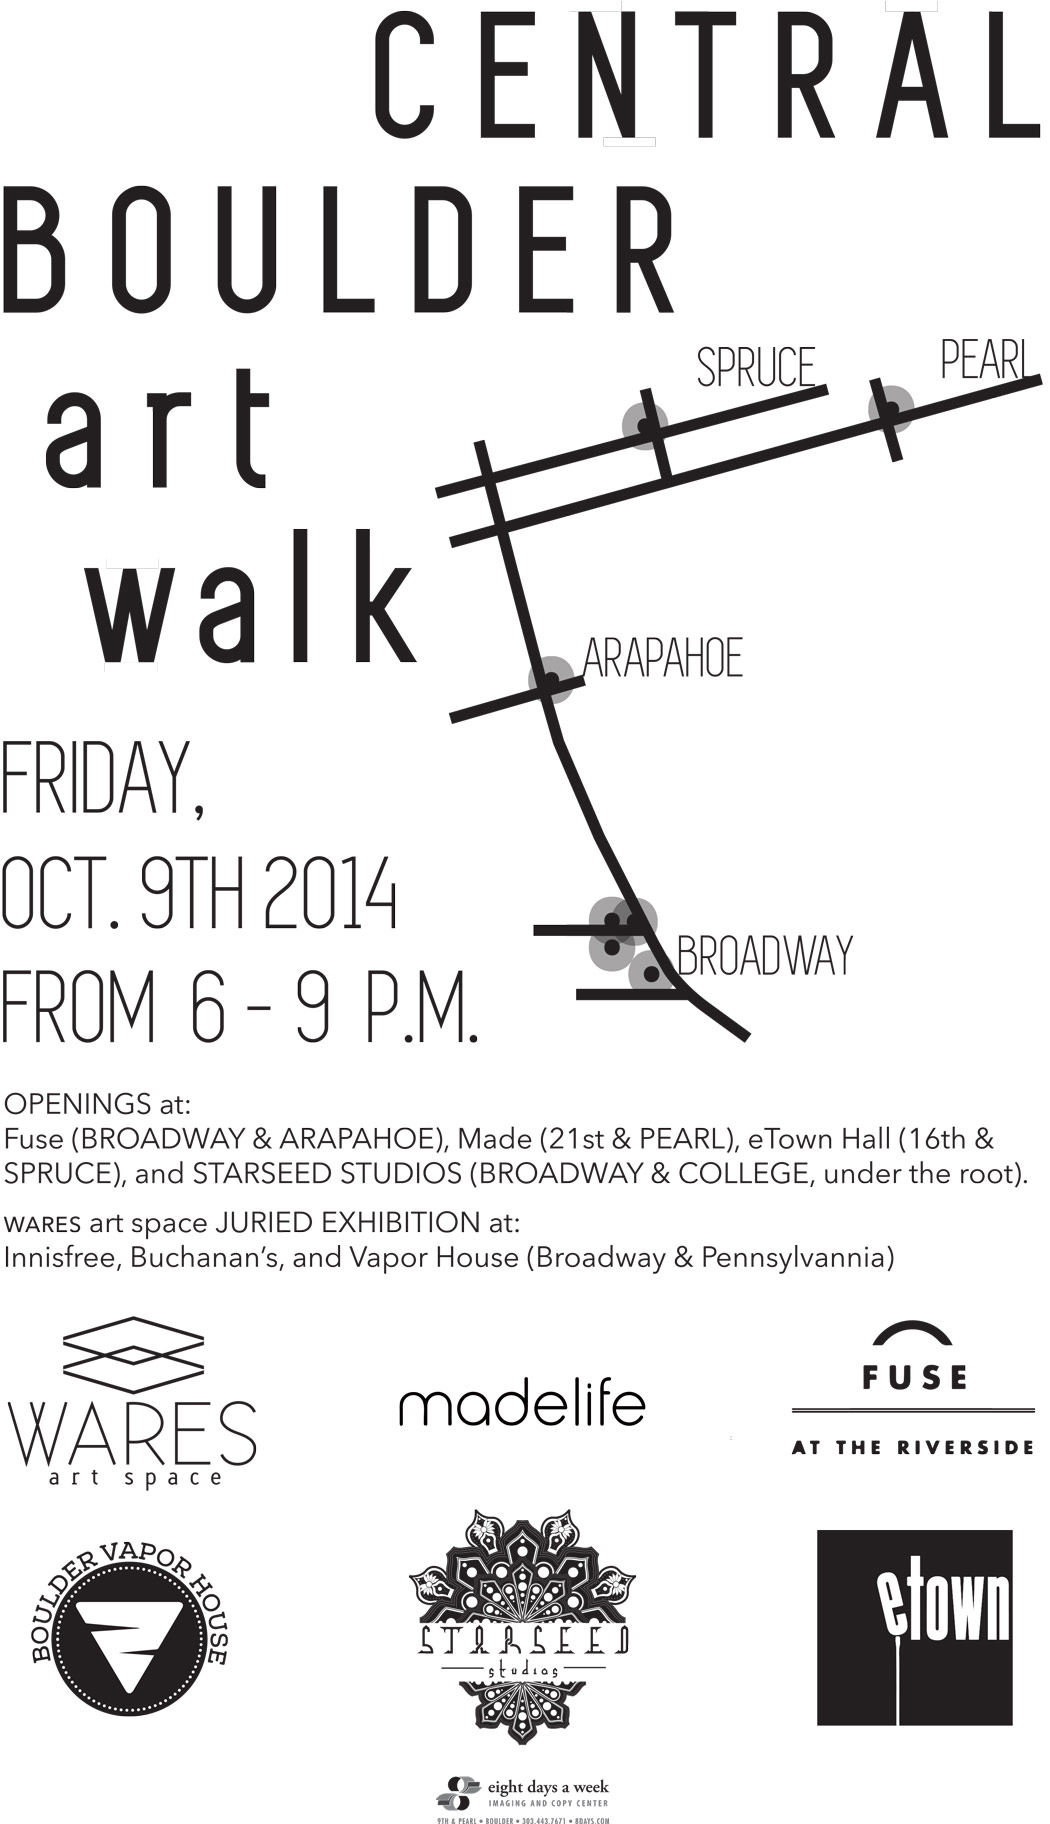 CENTRAL
BOULDER
art
walk
SPRUCE
PEARL
ARAPAHOE
BROADWAY
FRIDAY,
OCT. 9TH 2014
FROM 6 - 9 P.M.
OPENINGS at:
Fuse (BROADWAY & ARAPAHOE), Made (21st & PEARL), eTown Hall (16th &
SPRUCE), and STARSEED STUDIOS (BROADWAY & COLLEGE, under the root).
WARES art space JURIED EXHIBITION at:
Innisfree, Buchanan's, and Vapor House (Broadway & Pennsylvannia)
WARES
art space
madelife
FUSE
AT THE RIVERSIDE
BOULDER VAPOR HOUSE
STARSEED
studios
etown
eight days a week
IMAGING AND COPY CENTER
9TH & PEARL • BOULDER • 303.443.7671 • 8DAYS.COM